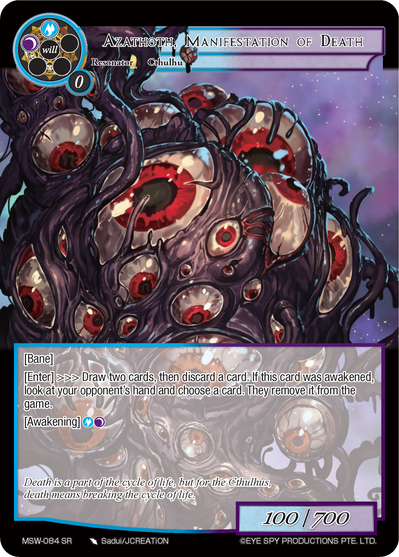 Azathoth, Manifestation of Death
will
Resonator Cthulhu
0
[Bane]
[Enter] >>> Draw two cards, then discard a card. If this card was awakened,
look at your opponent's hand and choose a card. They remove it from the
game.
[Awakening]
Death is a part of the cycle of life, but for the Cthulhus,
death means breaking the cycle of life.
100/700
MSW-084 SR Sadui/JCREATION ©EYE SPY PRODUCTIONS PTE. LTD.